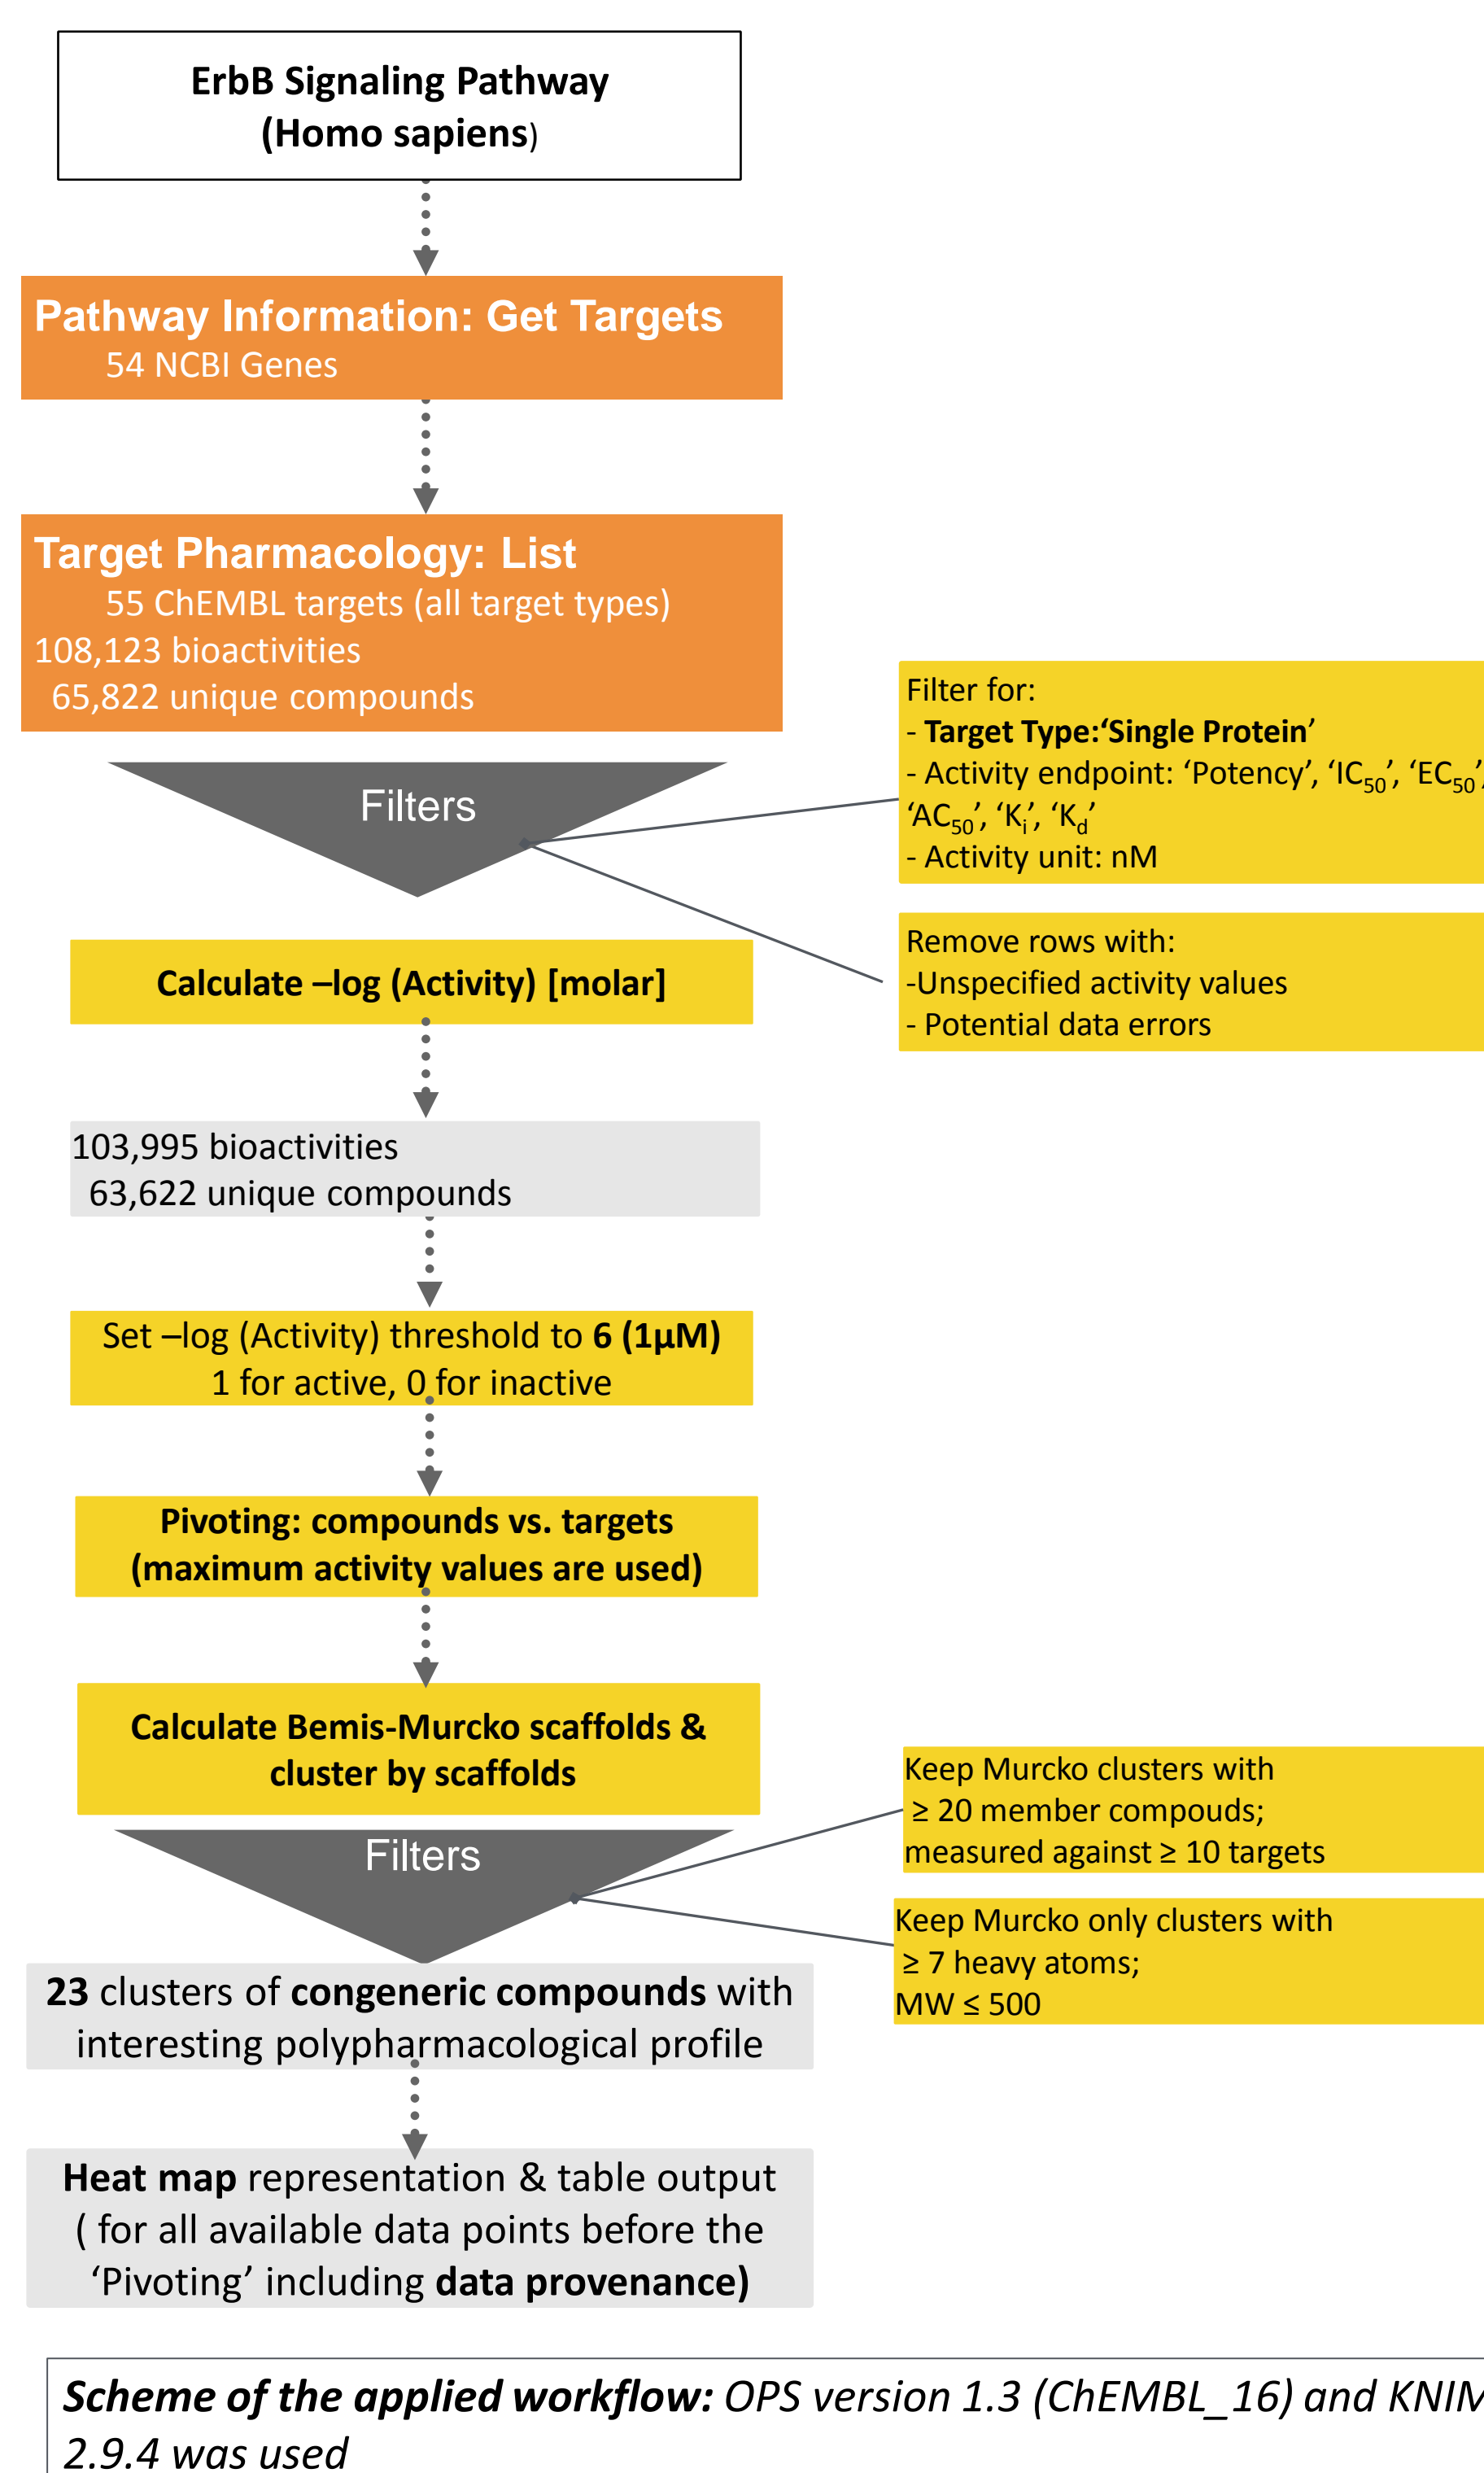 ErbB Signaling Pathway
(Homo sapiens)
Pathway Information: Get Targets
54 NCBI Genes
Target Pharmacology: List
55 ChEMBL targets (all target types)
108,123 bioactivities
65,822 unique compounds
Filters
Filter for:
- Target Type:‘Single Protein’
- Activity endpoint: ‘Potency’, ‘IC50’, ‘EC50’,
‘AC50’, ‘Ki’, ‘Kd’
- Activity unit: nM
Remove rows with:
-Unspecified activity values
- Potential data errors
Calculate –log (Activity) [molar]
103,995 bioactivities
63,622 unique compounds
Set –log (Activity) threshold to 6 (1µM)
1 for active, 0 for inactive
Pivoting: compounds vs. targets
(maximum activity values are used)
Calculate Bemis-Murcko scaffolds &
cluster by scaffolds
Filters
Keep Murcko clusters with
≥ 20 member compouds;
measured against ≥ 10 targets
Keep Murcko only clusters with
≥ 7 heavy atoms;
MW ≤ 500
23 clusters of congeneric compounds with
interesting polypharmacological profile
Heat map representation & table output
( for all available data points before the
‘Pivoting’ including data provenance)
Scheme of the applied workflow: OPS version 1.3 (ChEMBL_16) and KNIM
2.9.4 was used